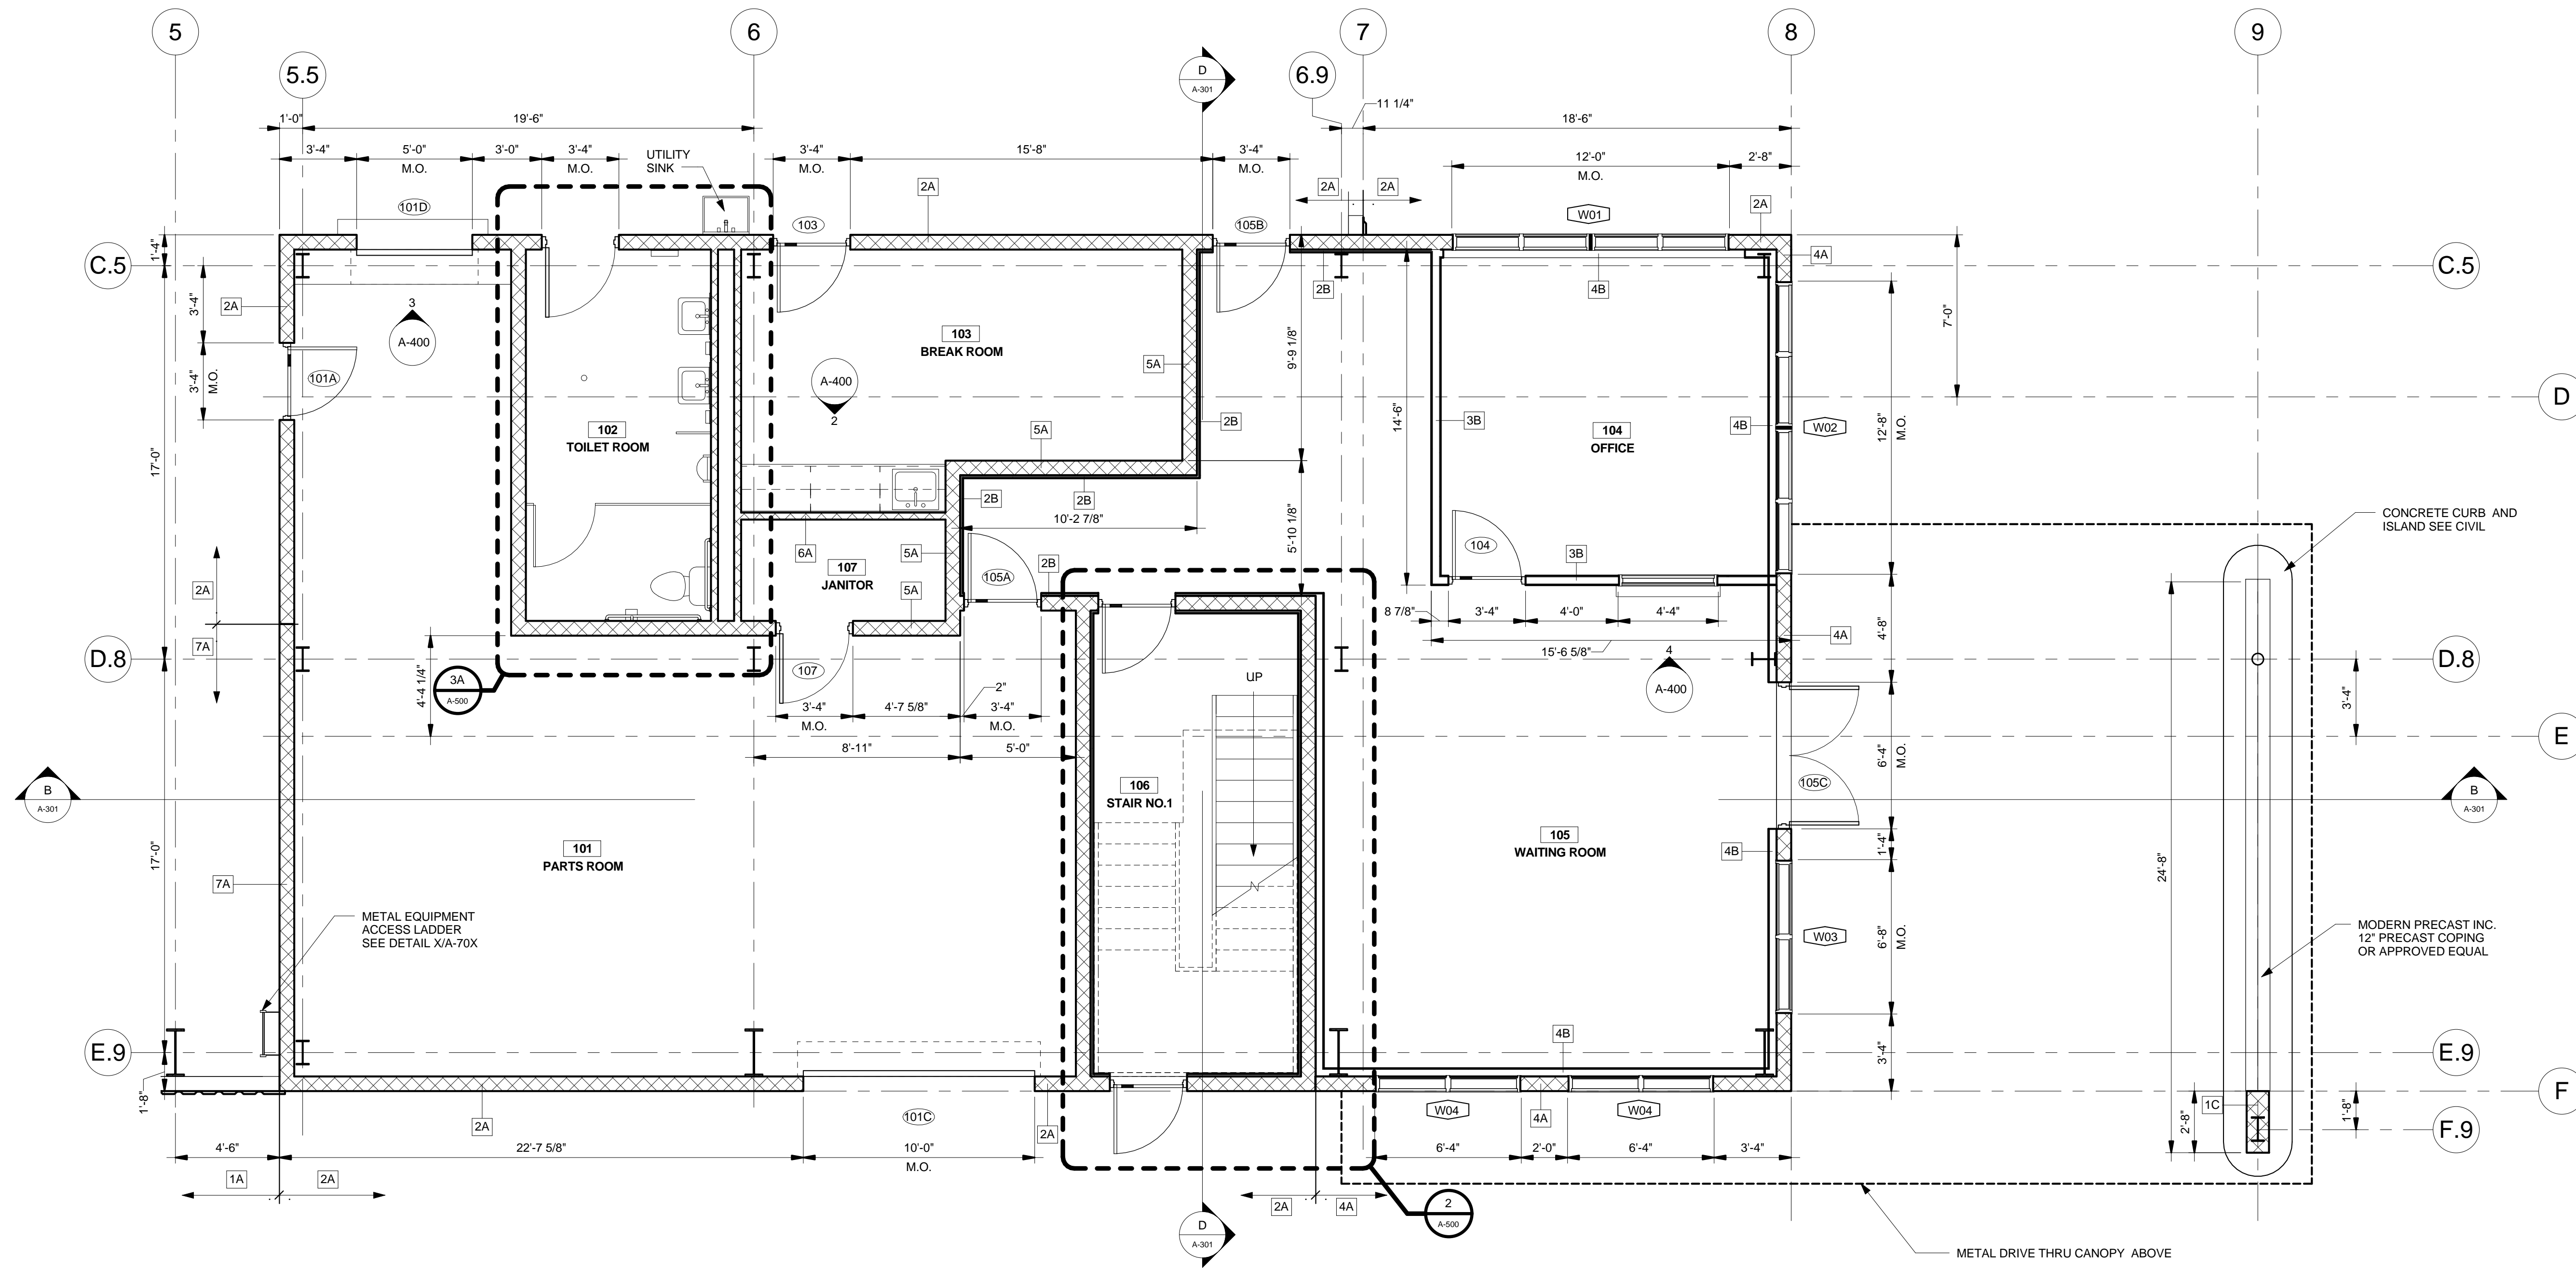 5
6
7
8
9
5.5
6.9
D
A-301
11 1/4"
1'-0"
19'-6"
18'-6"
3'-4"
5'-0"
M.O.
3'-0"
3'-4"
M.O.
UTILITY
SINK
3'-4"
M.O.
15'-8"
3'-4"
M.O.
12'-0"
M.O.
2'-8"
2A
2A
2A
2A
101D
103
105B
W01
1'-4"
C.5
C.5
4A
2A
3'-4"
3
A-400
2B
4B
7'-0"
103
BREAK ROOM
9'-9 1/8"
5A
3'-4"
M.O.
101A
A-400
2
D
14'-6"
3B
4B
W02
12'-8"
M.O.
102
TOILET ROOM
5A
2B
104
OFFICE
17'-0"
2B
2B
10'-2 7/8"
5'-10 1/8"
CONCRETE CURB AND
ISLAND SEE CIVIL
6A
5A
107
JANITOR
105A
2B
104
3B
2A
5A
8 7/8"
3'-4"
4'-0"
4'-4"
4'-8"
4A
7A
D.8
D.8
15'-6 5/8"
4
A-400
3A
A-500
4'-4 1/4"
107
2"
UP
3'-4"
M.O.
4'-7 5/8"
3'-4"
M.O.
3'-4"
E
8'-11"
5'-0"
6'-4"
M.O.
105C
106
STAIR NO.1
B
A-301
B
A-301
101
PARTS ROOM
105
WAITING ROOM
4B
1'-4"
17'-0"
7A
24'-8"
METAL EQUIPMENT
ACCESS LADDER
SEE DETAIL X/A-70X
W03
6'-8"
M.O.
MODERN PRECAST INC.
12" PRECAST COPING
OR APPROVED EQUAL
4B
E.9
3'-4"
E.9
1'-8"
F
2A
101C
2A
W04
4A
W04
1C
2'-8"
1'-8"
F.9
4'-6"
22'-7 5/8"
10'-0"
M.O.
6'-4"
2'-0"
6'-4"
3'-4"
1A
2A
2A
4A
2
A-500
D
A-301
METAL DRIVE THRU CANOPY ABOVE